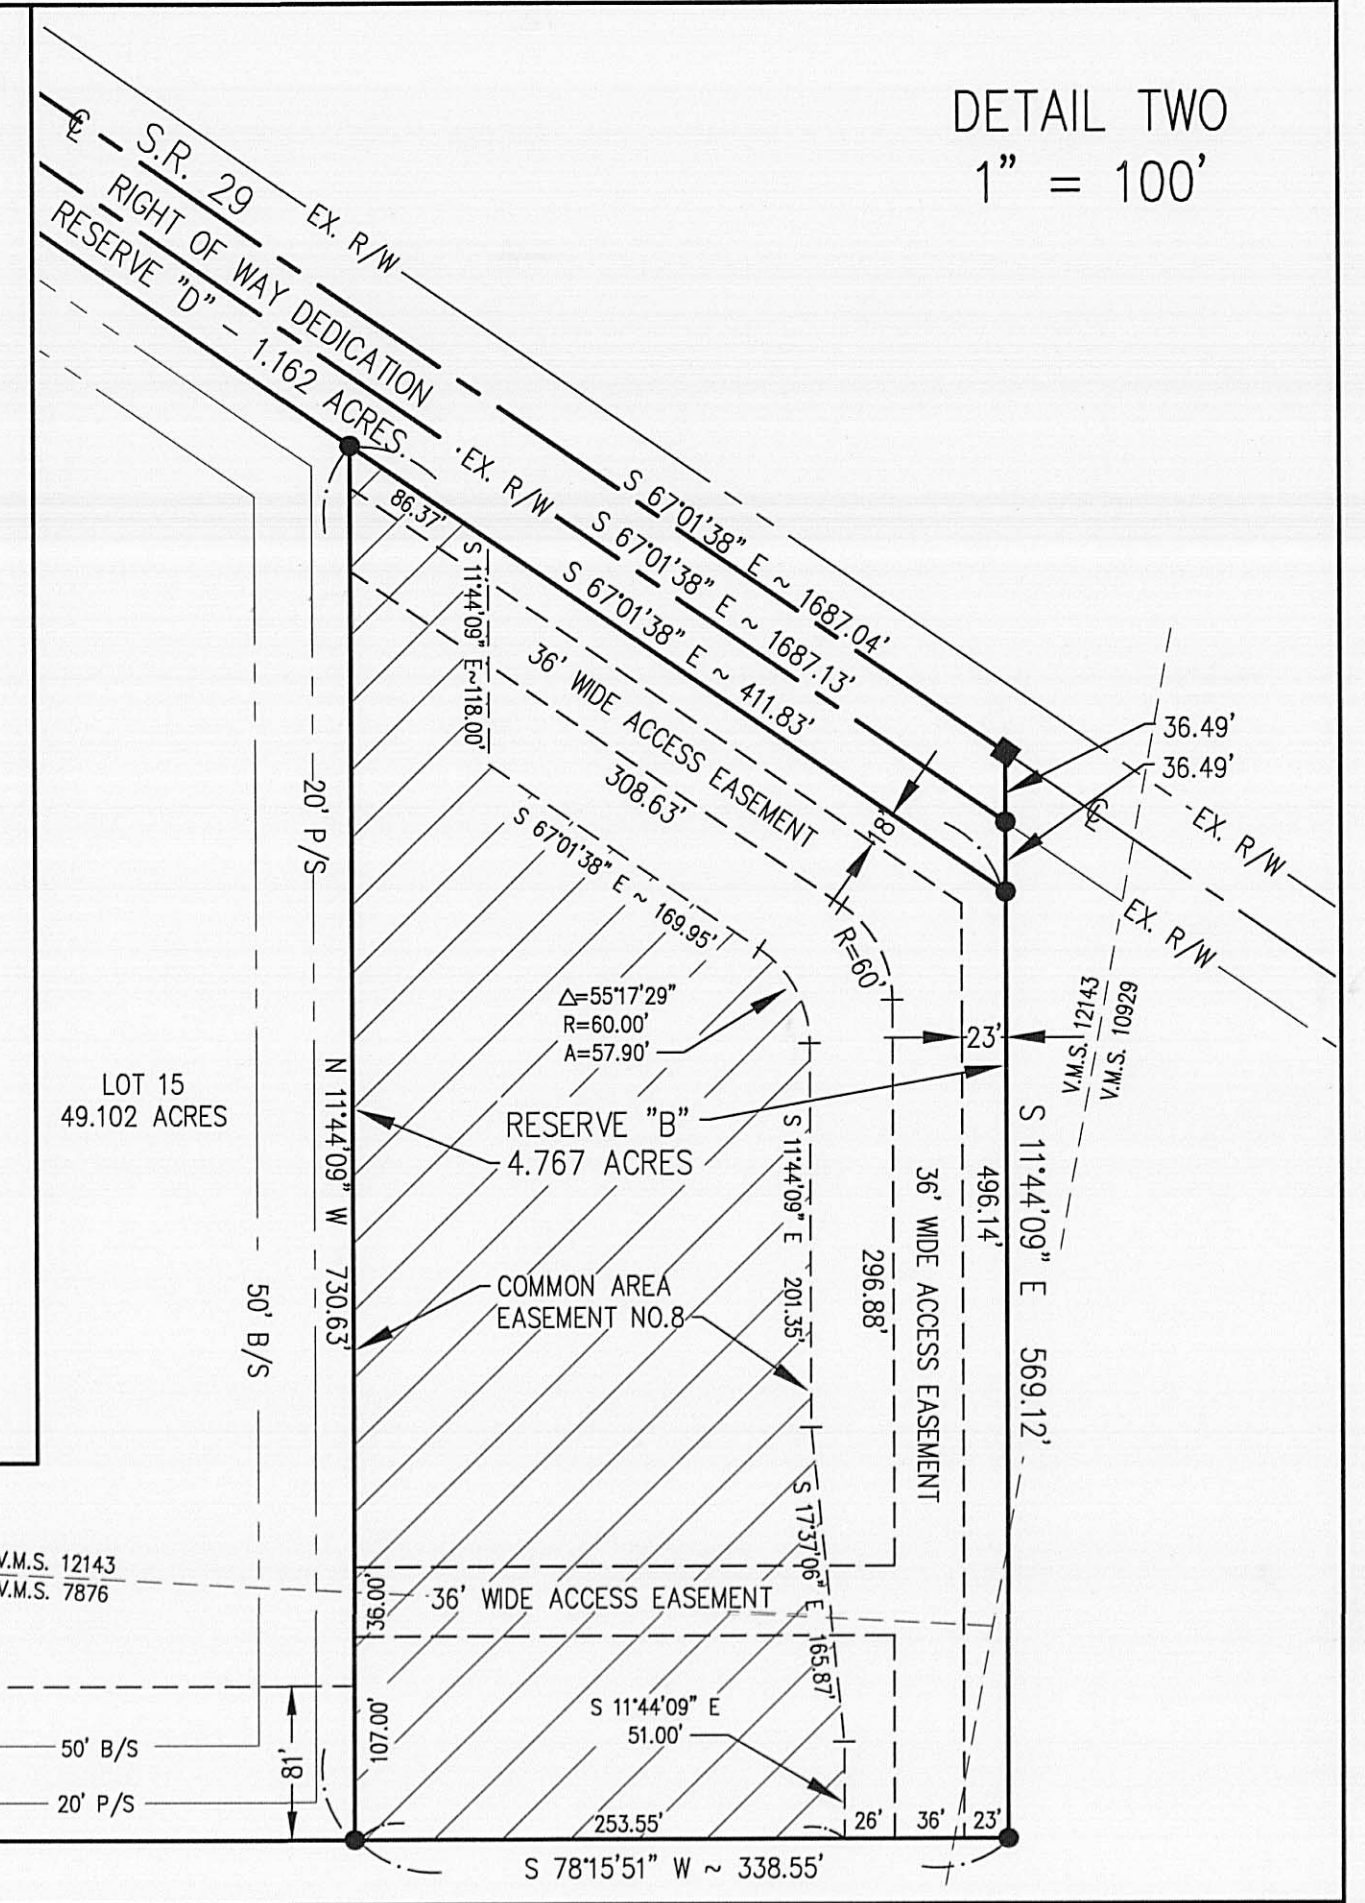 DETAIL TWO
1" = 100'
℄
S.R. 29
EX. R/W
RIGHT OF WAY DEDICATION
RESERVE "D" - 1.162 ACRES
EX. R/W
S 67°01'38" E ~ 1687.04'
S 67°01'38" E ~ 1687.13'
S 67°01'38" E ~ 411.83'
86.37'
S 11°44'09" E~118.00'
36' WIDE ACCESS EASEMENT
308.63'
18'
36.49'
36.49'
℄
EX. R/W
EX. R/W
20' P/S
S 67°01'38" E ~ 169.95'
R=60'
Δ=55°17'29"
R=60.00'
A=57.90'
23'
V.M.S. 12143
V.M.S. 10929
LOT 15
49.102 ACRES
N 11°44'09" W 730.63'
RESERVE "B"
4.767 ACRES
S 11°44'09" E 201.35'
36' WIDE ACCESS EASEMENT
496.14'
S 11°44'09" E 569.12'
296.88'
COMMON AREA
EASEMENT NO.8
50' B/S
S 17°37'06" E 165.87'
V.M.S. 12143
V.M.S. 7876
36.00'
36' WIDE ACCESS EASEMENT
107.00'
S 11°44'09" E
51.00'
50' B/S
81'
20' P/S
253.55'
26'
36'
23'
S 78°15'51" W ~ 338.55'